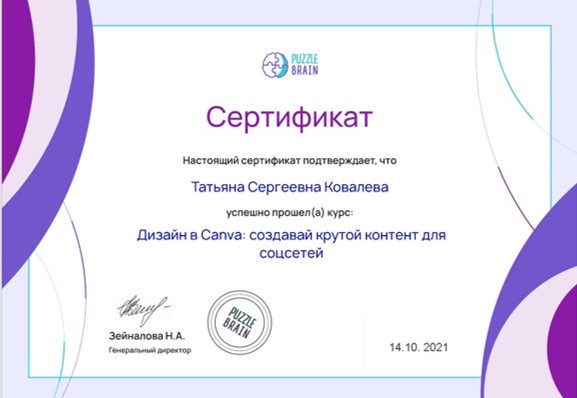 PUZZLE
BRAIN
Сертификат
Настоящий сертификат подтверждает, что
Татьяна Сергеевна Ковалева
успешно прошел(а) курс:
Дизайн в Canva: создавай крутой контент для
соцсетей
PUZZLE
BRAIN
Зейналова Н.А.
Генеральный директор
14.10. 2021